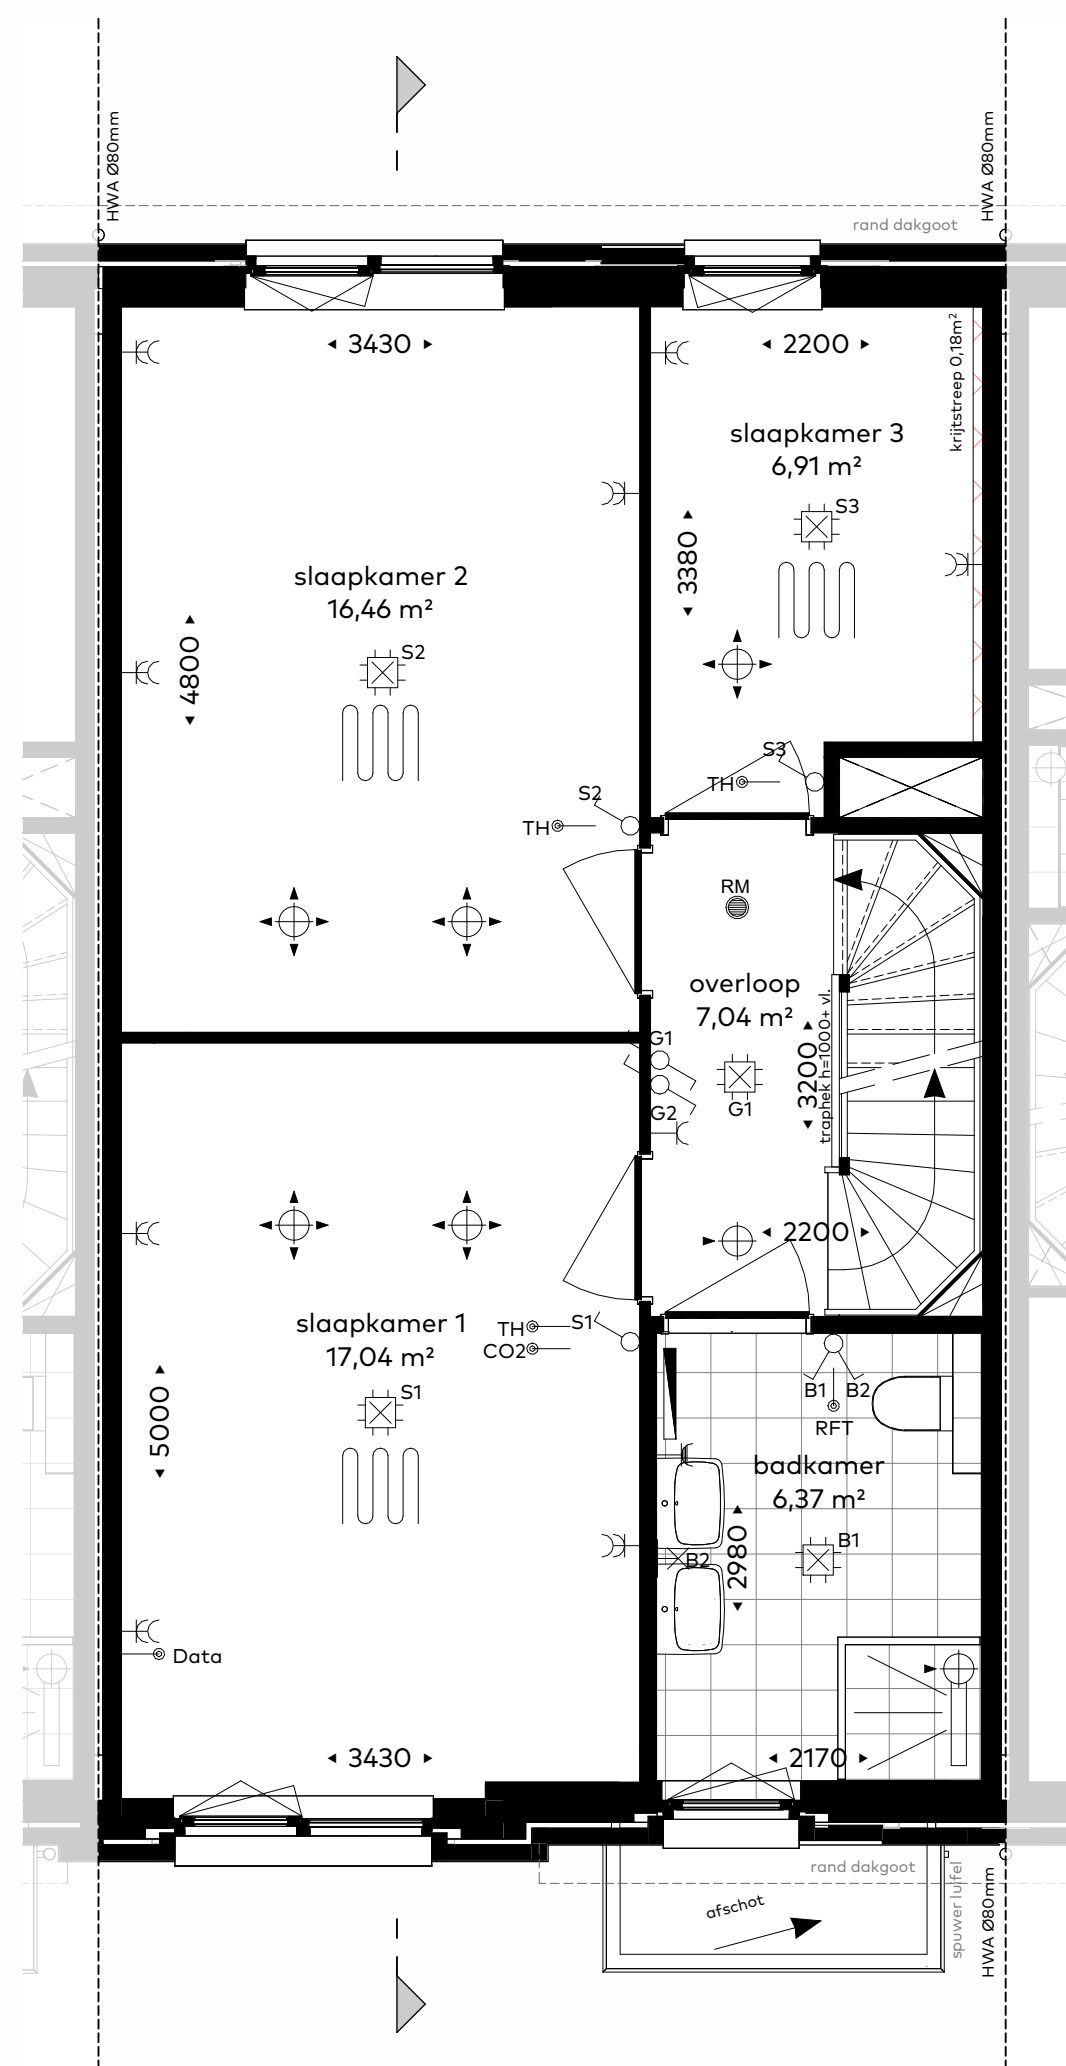 HWA Ø80mm
HWA Ø80mm
rand dakgoot
3430
2200
krijtstreep 0,18m²
slaapkamer 3
6,91 m²
S3
3380
slaapkamer 2
16,46 m²
S2
4800
S3
TH
S2
TH
RM
overloop
7,04 m²
G1
3200
traphek h=1000+ vl.
G1
G2
2200
slaapkamer 1
17,04 m²
S1
TH
CO2
S1
5000
B1
B2
RFT
badkamer
6,37 m²
B1
B2
2980
Data
3430
2170
rand dakgoot
afschot
spuwer luifel
HWA Ø80mm